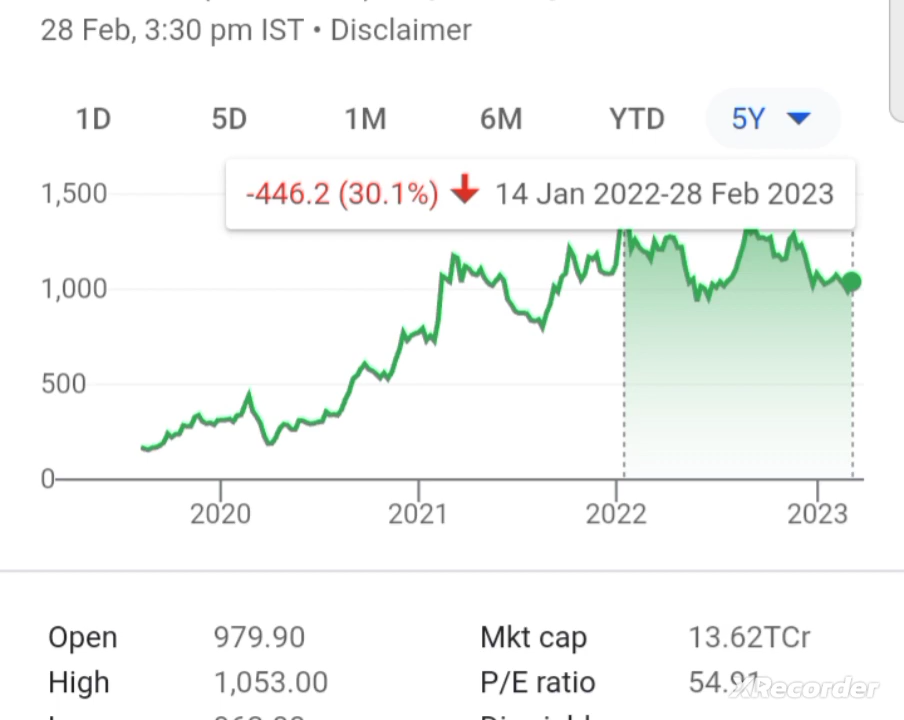 28 Feb, 3:30 pm IST • Disclaimer
1D 5D 1M 6M YTD 5Y
-446.2 (30.1%) 14 Jan 2022-28 Feb 2023
1,500
1,000
500
0
2020 2021 2022 2023
Open 979.90 Mkt cap 13.62TCr
High 1,053.00 P/E ratio 54.91
XRecorder